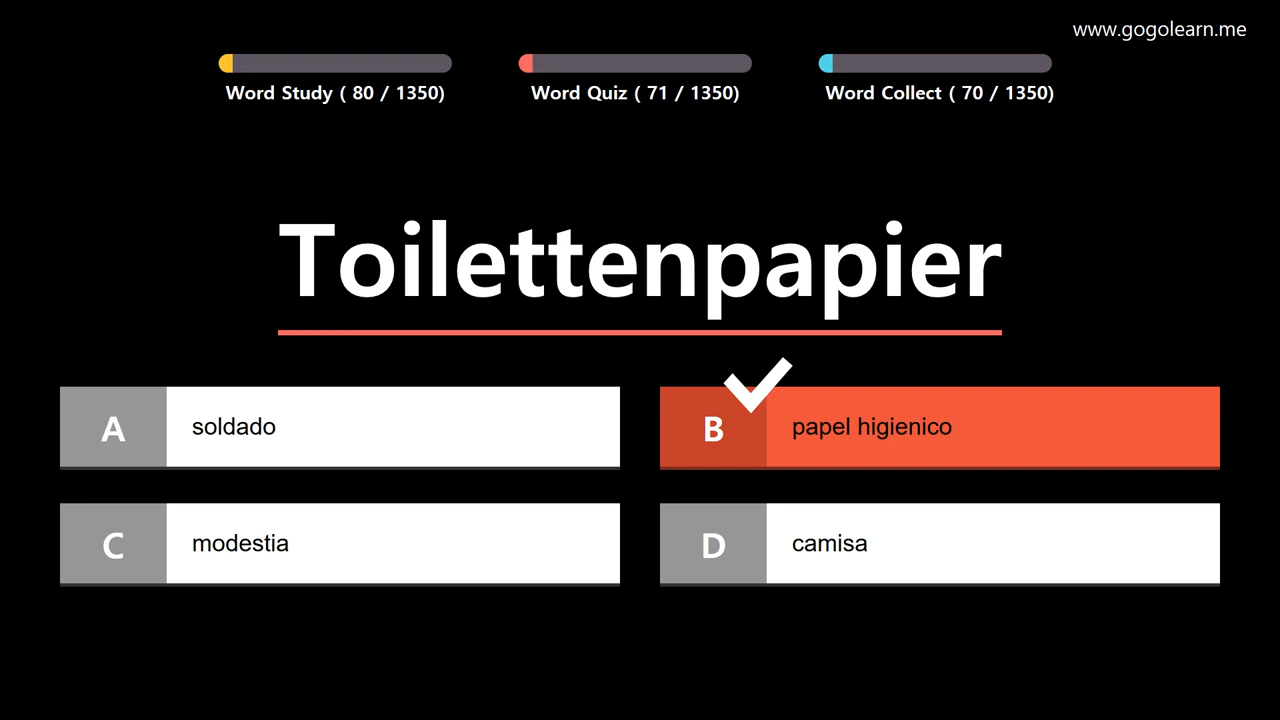 www.gogolearn.me
Word Study ( 80 / 1350)
Word Quiz ( 71 / 1350)
Word Collect ( 70 / 1350)
Toilettenpapier
A soldado
B papel higienico
C modestia
D camisa